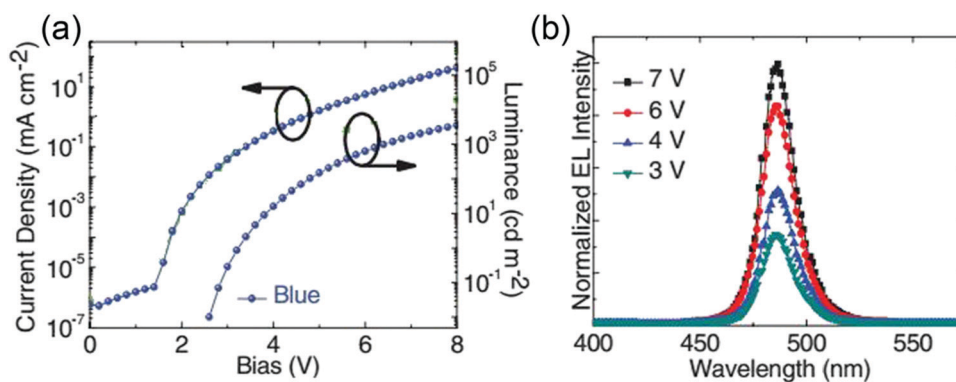 (a)
Current Density (mA cm-2)
10¹
10⁻¹
10⁻³
10⁻⁵
10⁻⁷
0
2
4
6
8
Bias (V)
Blue
10⁵
10³
10¹
10⁻¹
Luminance (cd m⁻²)
(b)
Normalized EL Intensity
7 V
6 V
4 V
3 V
400
450
500
550
Wavelength (nm)